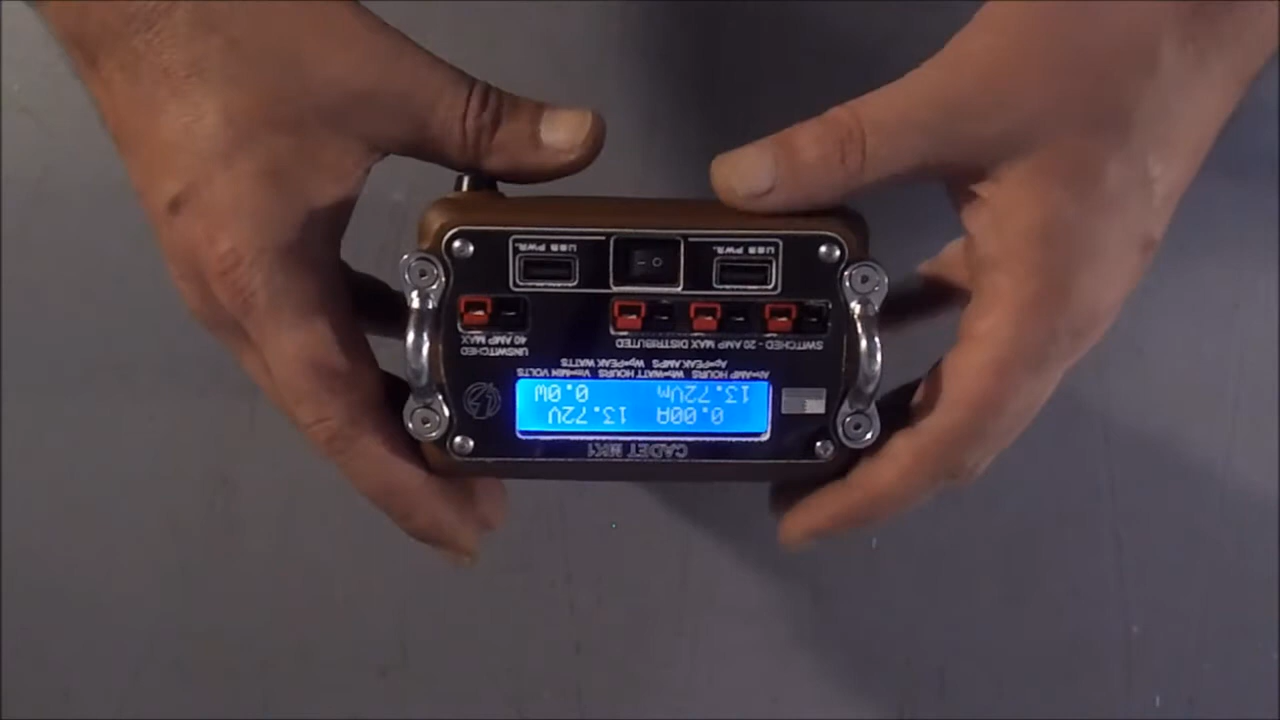 CADET MK1
0.00A 13.72V
13.72Vm 0.0W
Ah=AMP HOURS Wh=WATT HOURS Vm=MIN VOLTS
Ap=PEAK AMPS Wp=PEAK WATTS
SWITCHED - 20 AMP MAX DISTRIBUTED
UNSWITCHED
40 AMP MAX
USB PWR.
USB PWR.